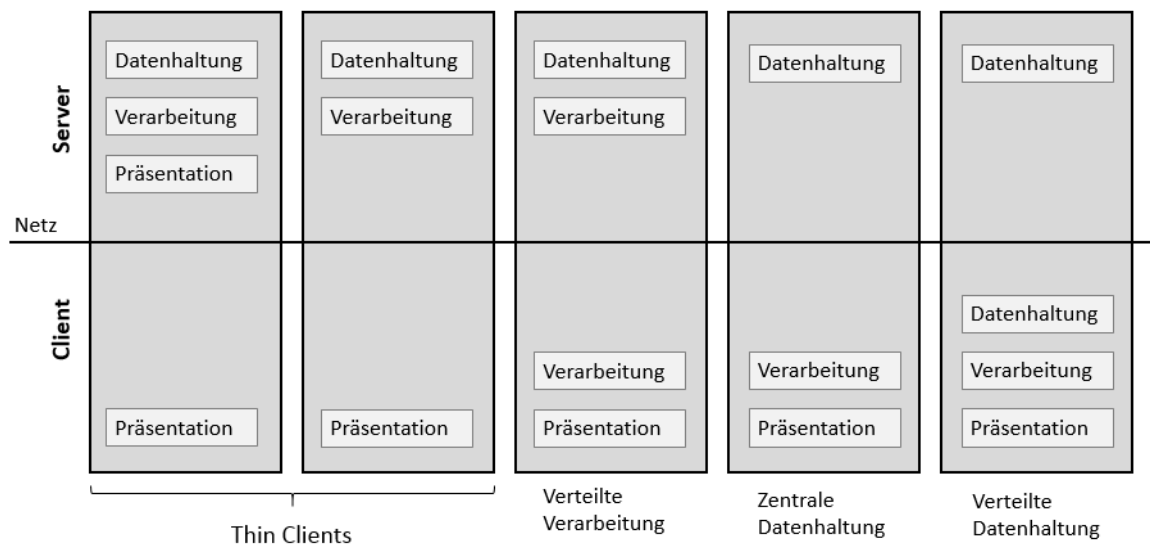 Server
Datenhaltung
Verarbeitung
Präsentation
Datenhaltung
Verarbeitung
Datenhaltung
Verarbeitung
Datenhaltung
Datenhaltung
Netz
Client
Präsentation
Präsentation
Verarbeitung
Präsentation
Verarbeitung
Präsentation
Datenhaltung
Verarbeitung
Präsentation
Thin Clients
Verteilte
Verarbeitung
Zentrale
Datenhaltung
Verteilte
Datenhaltung